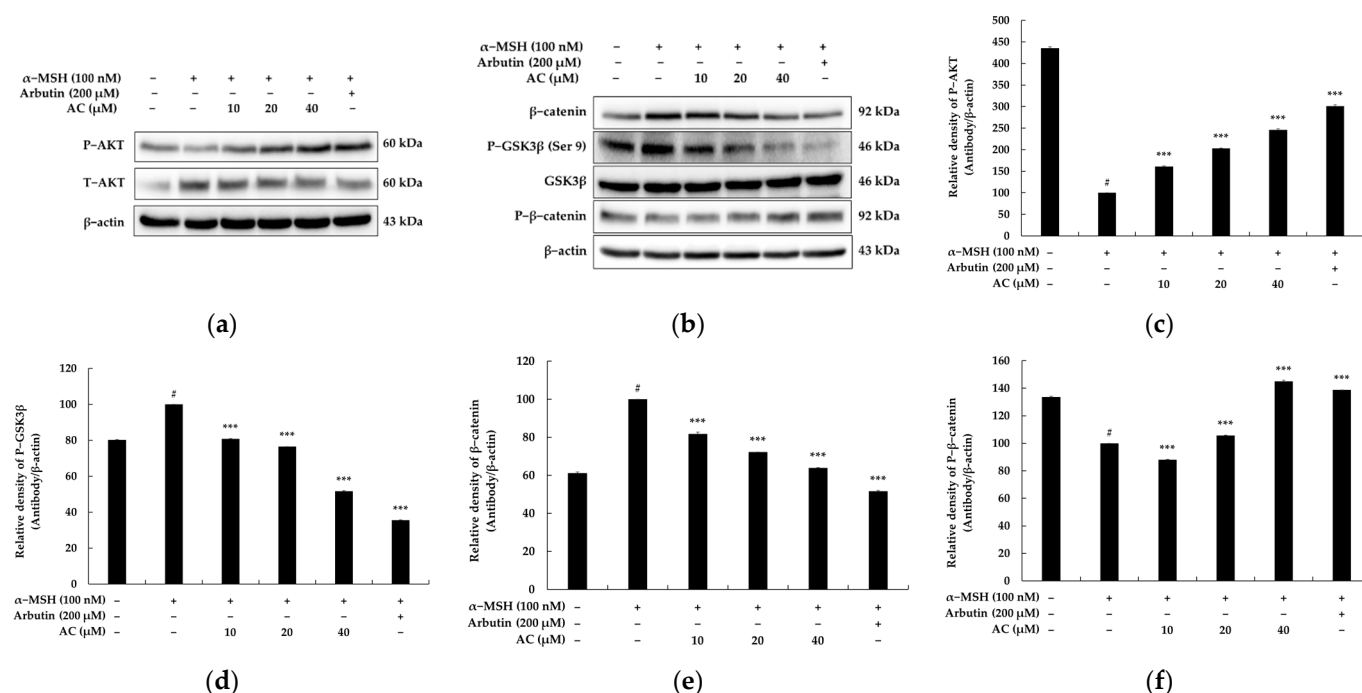 α−MSH (100 nM) − + + + + +
Arbutin (200 μM) − − − − − +
AC (μM) − − 10 20 40 −
P−AKT 60 kDa
T−AKT 60 kDa
β−actin 43 kDa
(a)
α−MSH (100 nM) − + + + + +
Arbutin (200 μM) − − − − − +
AC (μM) − − 10 20 40 −
β−catenin 92 kDa
P−GSK3β (Ser 9) 46 kDa
GSK3β 46 kDa
P−β−catenin 92 kDa
β−actin 43 kDa
(b)
Relative density of P−AKT
(Antibody/β-actin)
500
450
400
350
300
250
200
150
100
50
0
#
***
***
***
***
α−MSH (100 nM) − + + + + +
Arbutin (200 μM) − − − − − +
AC (μM) − − 10 20 40 −
(c)
Relative density of P−GSK3β
(Antibody/β-actin)
120
100
80
60
40
20
0
#
***
***
***
***
α−MSH (100 nM) − + + + + +
Arbutin (200 μM) − − − − − +
AC (μM) − − 10 20 40 −
(d)
Relative density of β−catenin
(Antibody/β-actin)
120
100
80
60
40
20
0
#
***
***
***
***
α−MSH (100 nM) − + + + + +
Arbutin (200 μM) − − − − − +
AC (μM) − − 10 20 40 −
(e)
Relative density of P−β−catenin
(Antibody/β-actin)
160
140
120
100
80
60
40
20
0
#
***
***
***
***
α−MSH (100 nM) − + + + + +
Arbutin (200 μM) − − − − − +
AC (μM) − − 10 20 40 −
(f)